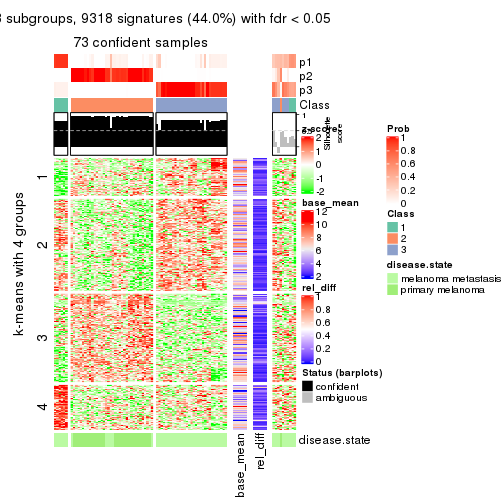 3 subgroups, 9318 signatures (44.0%) with fdr < 0.05
73 confident samples
p1
p2
p3
Class
1
0.5
Silhouette
score
k-means with 4 groups
1
2
3
4
base_mean
rel_diff
disease.state
z-score
2
1
0
-1
-2
base_mean
12
10
8
6
4
2
rel_diff
1
0.8
0.6
0.4
0.2
0
Status (barplots)
confident
ambiguous
Prob
1
0.8
0.6
0.4
0.2
0
Class
1
2
3
disease.state
melanoma metastasis
primary melanoma